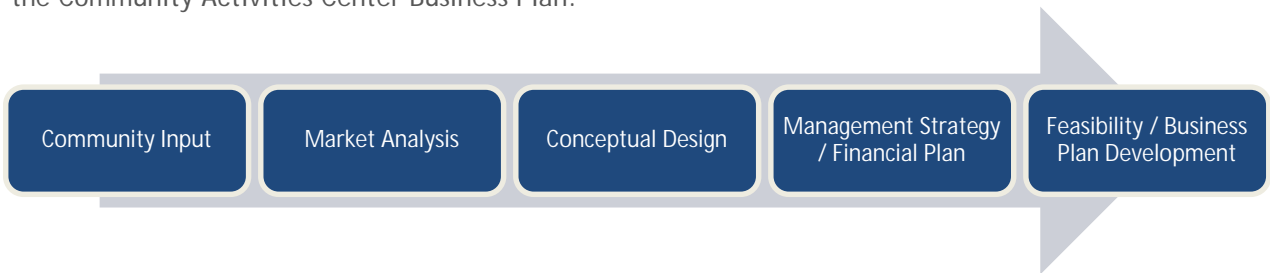 the Community Activities Center Business Plan.
Community Input
Market Analysis
Conceptual Design
Management Strategy
/ Financial Plan
Feasibility / Business
Plan Development